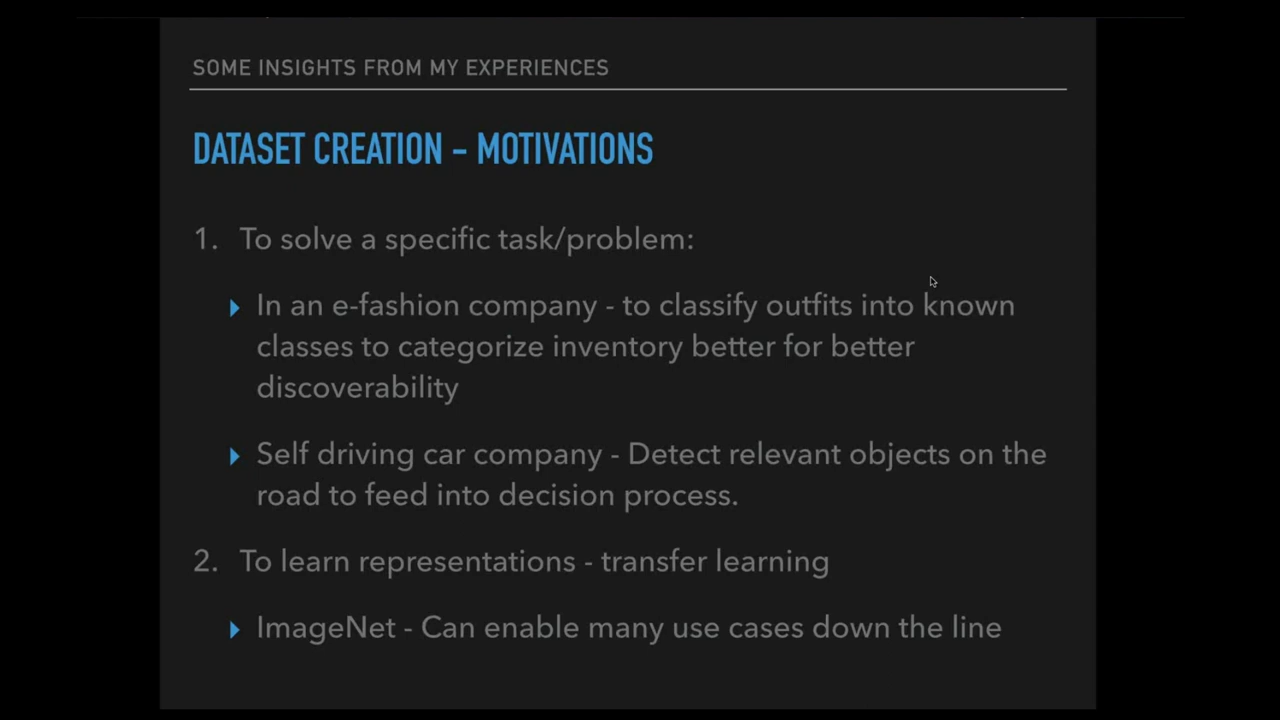 SOME INSIGHTS FROM MY EXPERIENCES
DATASET CREATION - MOTIVATIONS
1. To solve a specific task/problem:
In an e-fashion company - to classify outfits into known
classes to categorize inventory better for better
discoverability
Self driving car company - Detect relevant objects on the
road to feed into decision process.
2. To learn representations - transfer learning
ImageNet - Can enable many use cases down the line